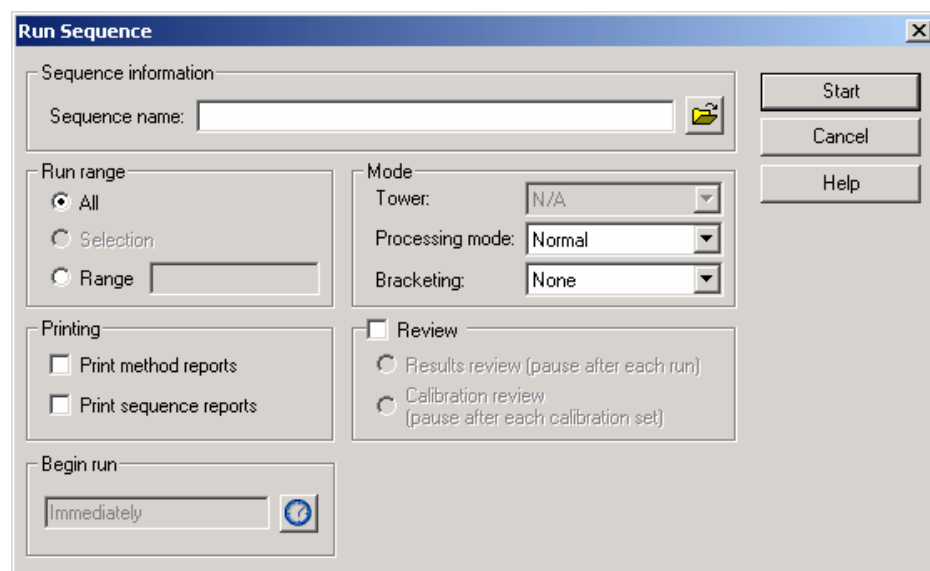 Run Sequence
Sequence information
Sequence name:
Start
Cancel
Help
Run range
All
Selection
Range
Mode
Tower: N/A
Processing mode: Normal
Bracketing: None
Printing
Print method reports
Print sequence reports
Review
Results review (pause after each run)
Calibration review
(pause after each calibration set)
Begin run
Immediately